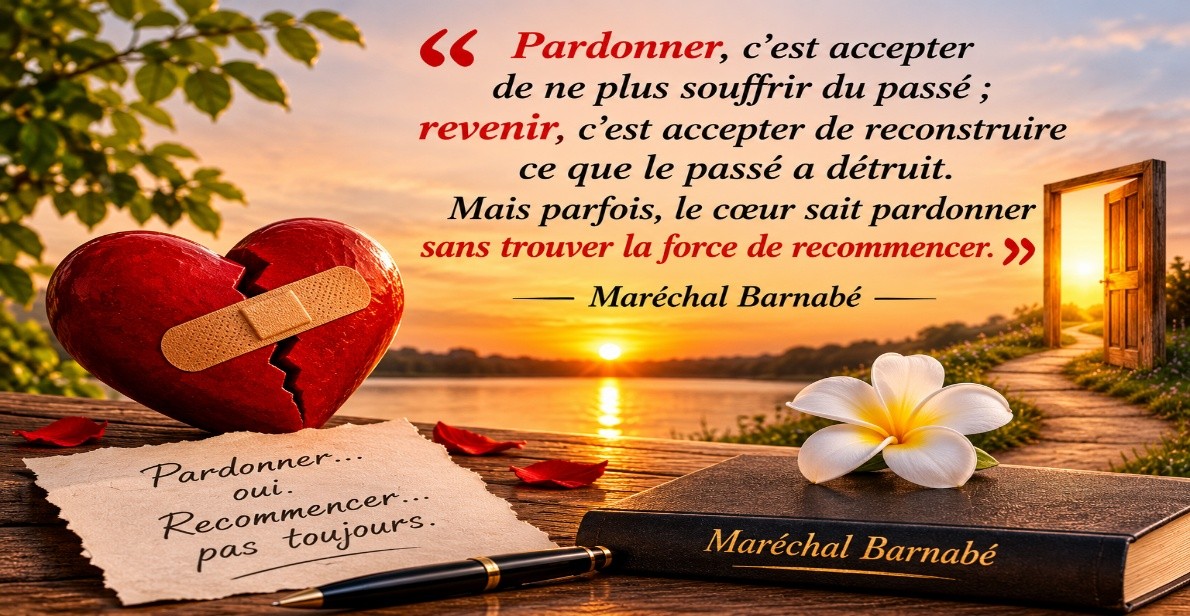 “ Pardonner, c’est accepter
de ne plus souffrir du passé ;
revenir, c’est accepter de reconstruire
ce que le passé a détruit.
Mais parfois, le cœur sait pardonner
sans trouver la force de recommencer. ”
— Maréchal Barnabé —
Pardonner...
oui.
Recommencer...
pas toujours.
Maréchal Barnabé